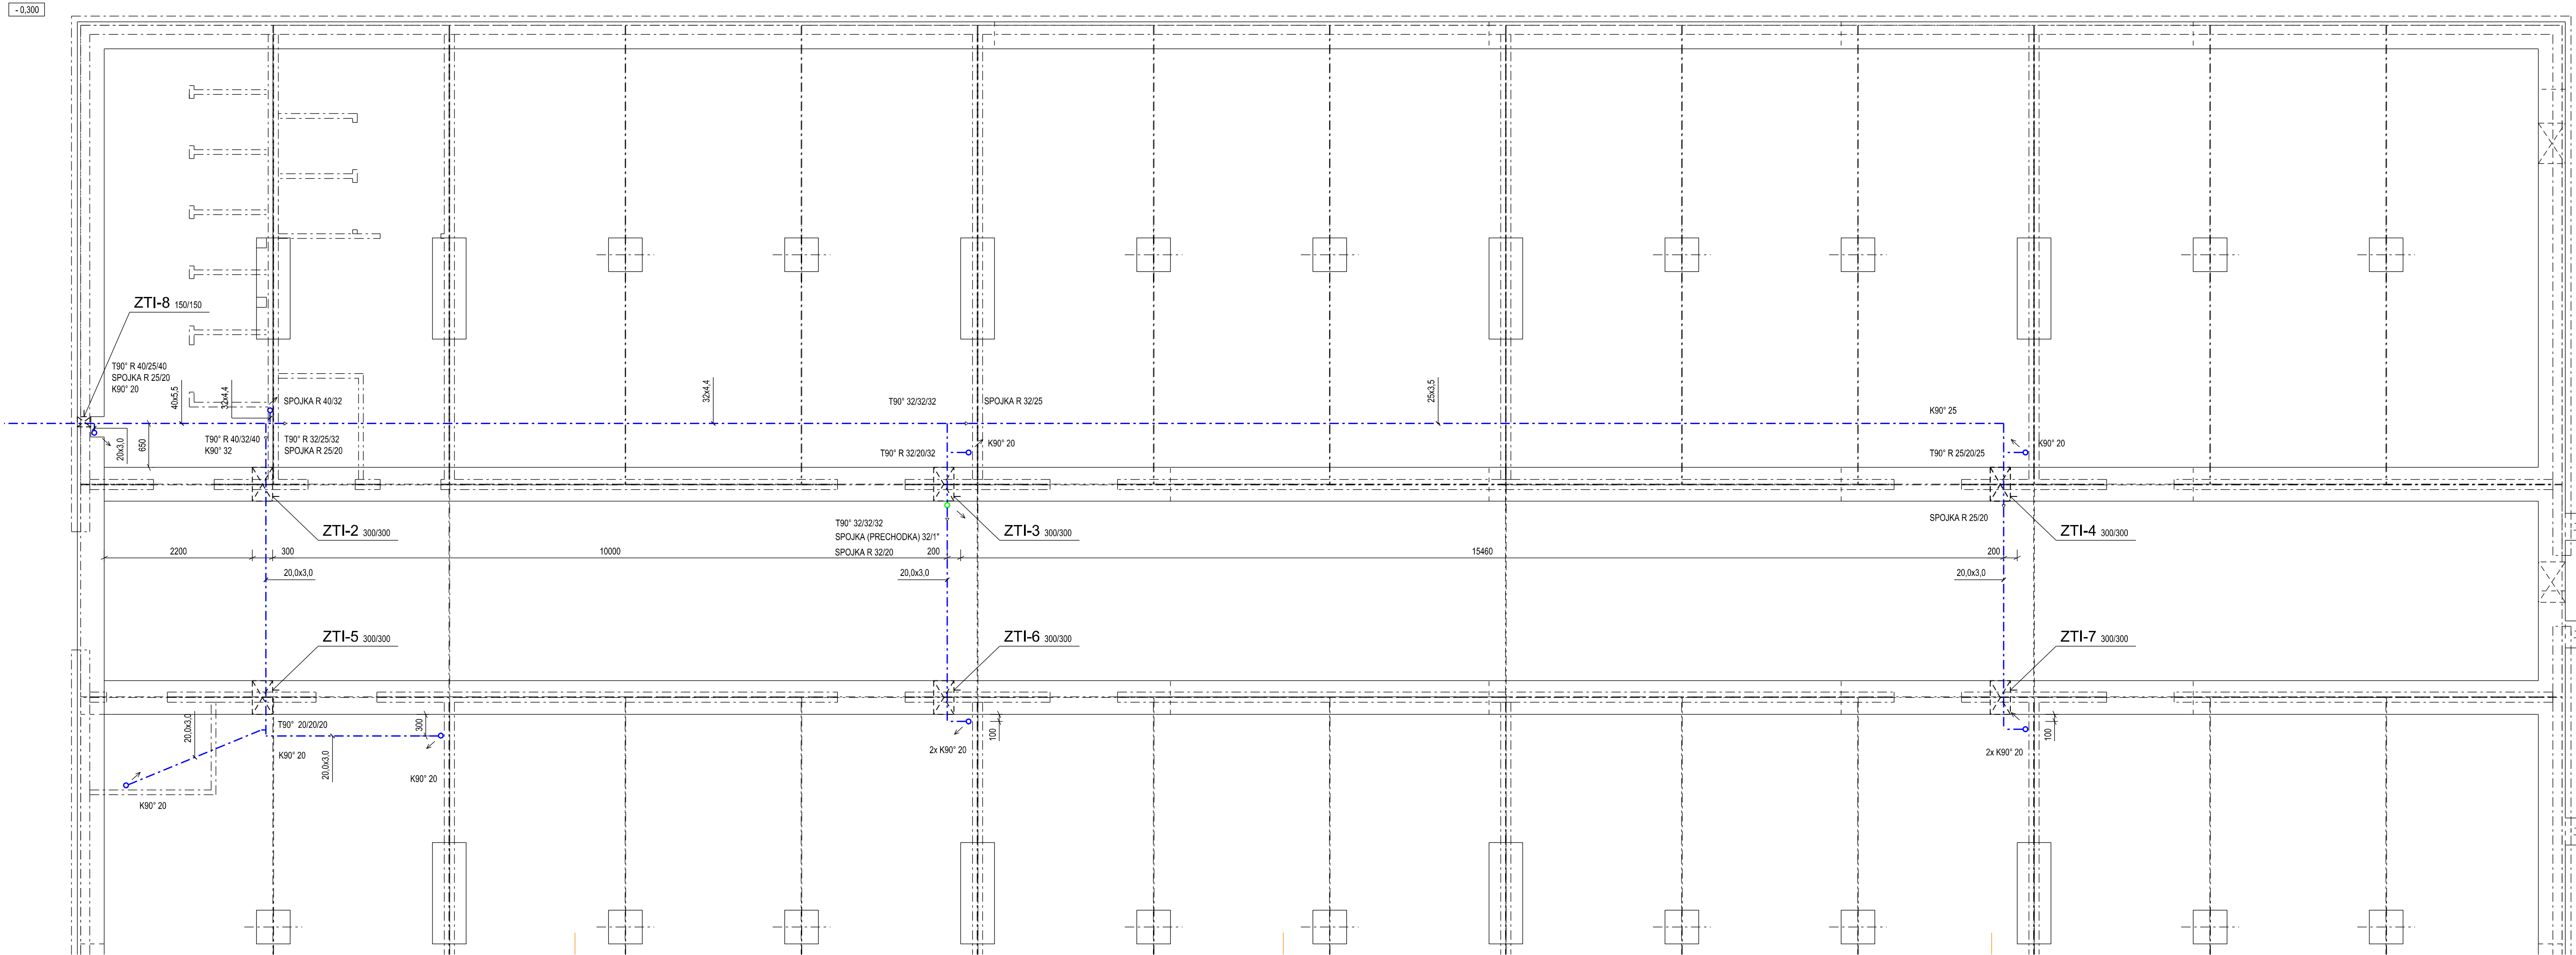 - 0,300
ZTI-8 150/150
T90° R 40/25/40
SPOJKA R 25/20
K90° 20
40x5,5
32x4,4
SPOJKA R 40/32
32x4,4
T90° 32/32/32
SPOJKA R 32/25
25x3,5
K90° 25
20x3,0
650
T90° R 40/32/40
K90° 32
T90° R 32/25/32
SPOJKA R 25/20
K90° 20
T90° R 32/20/32
K90° 20
T90° R 25/20/25
ZTI-2 300/300
T90° 32/32/32
SPOJKA (PRECHODKA) 32/1"
SPOJKA R 32/20
ZTI-3 300/300
SPOJKA R 25/20
ZTI-4 300/300
2200
300
10000
200
15460
200
20,0x3,0
20,0x3,0
20,0x3,0
ZTI-5 300/300
ZTI-6 300/300
ZTI-7 300/300
20,0x3,0
T90° 20/20/20
300
K90° 20
20,0x3,0
K90° 20
100
2x K90° 20
100
2x K90° 20
K90° 20